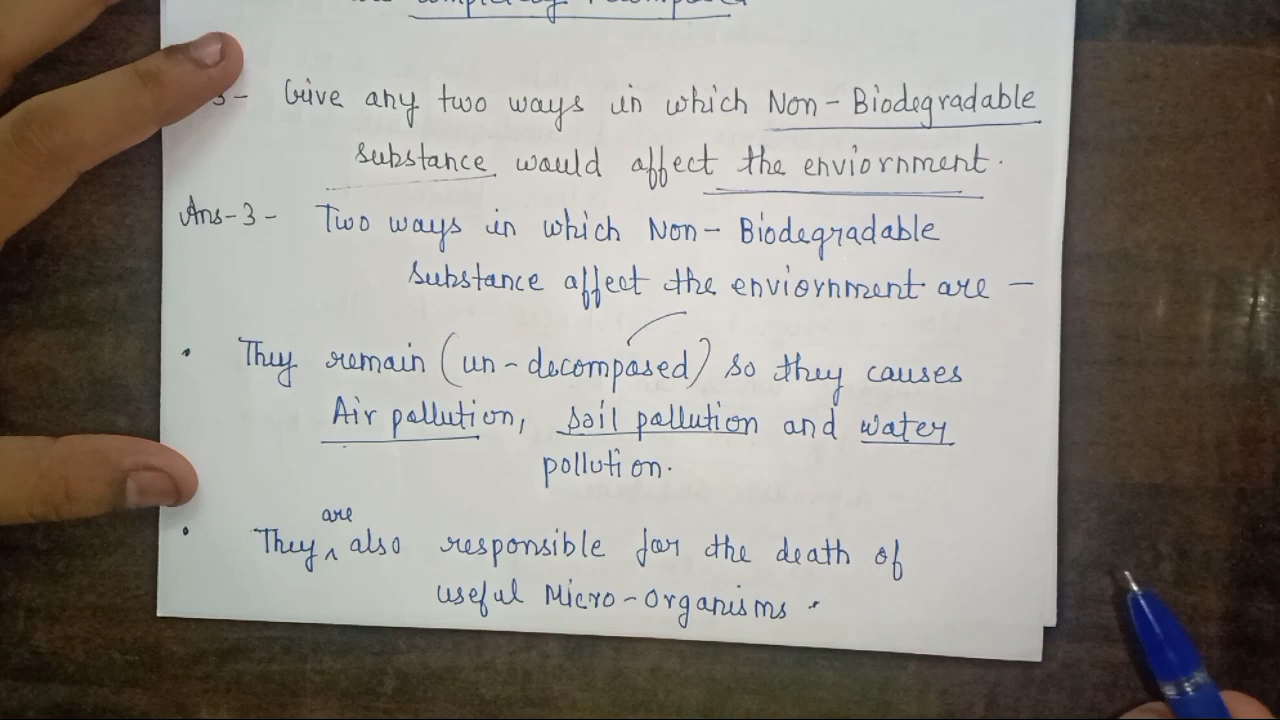 3- Give any two ways in which Non-Biodegradable
substance would affect the enviornment.
Ans-3- Two ways in which Non-Biodegradable
substance affect the enviornment are -
• They remain (un-decomposed) so they causes
Air pollution, soil pollution and water
pollution.
• They are also responsible for the death of
useful Micro-organisms.